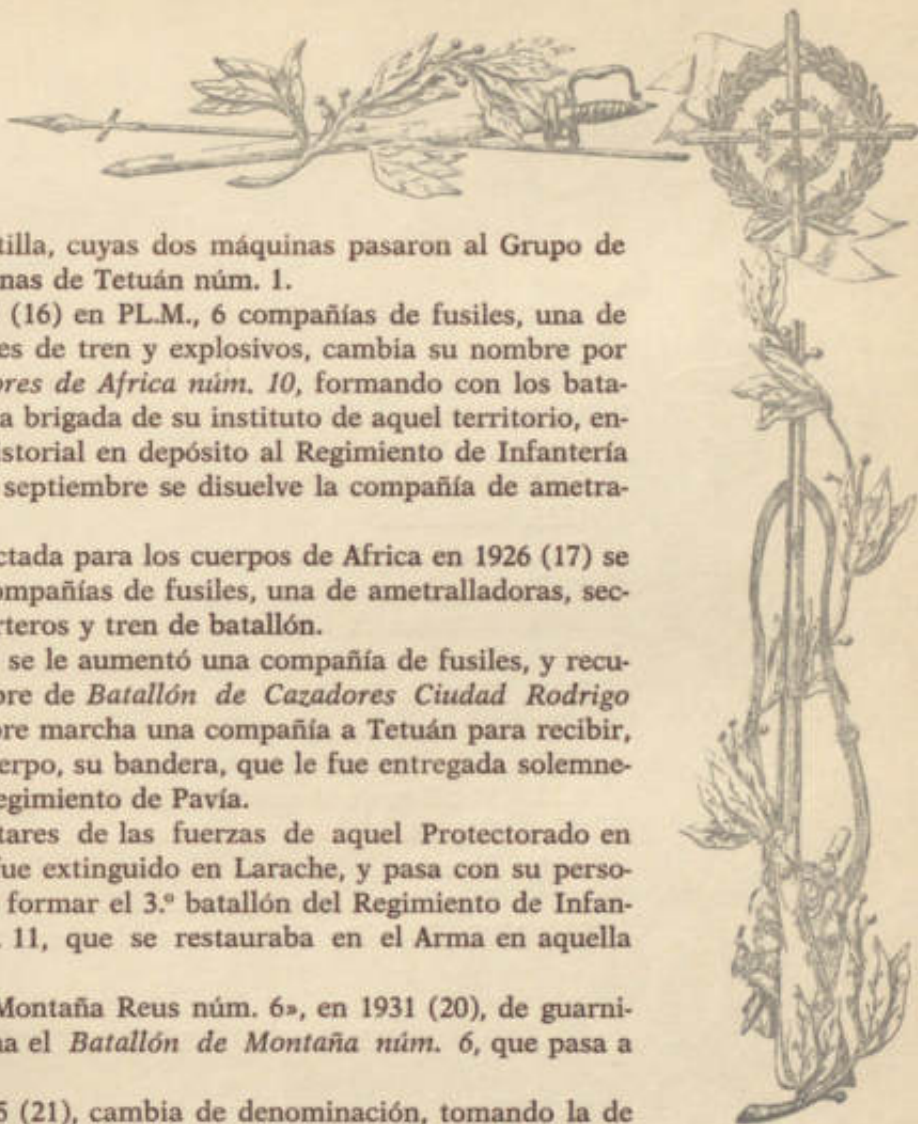 tilla, cuyas dos máquinas pasaron al Grupo de
nas de Tetuán núm. 1.
(16) en PL.M., 6 compañías de fusiles, una de
es de tren y explosivos, cambia su nombre por
ores de Africa núm. 10, formando con los bata-
a brigada de su instituto de aquel territorio, en-
istorial en depósito al Regimiento de Infantería
septiembre se disuelve la compañía de ametra-
ctada para los cuerpos de Africa en 1926 (17) se
ompañías de fusiles, una de ametralladoras, sec-
rteros y tren de batallón.
se le aumentó una compañía de fusiles, y recu-
bre de Batallón de Cazadores Ciudad Rodrigo
bre marcha una compañía a Tetuán para recibir,
erpo, su bandera, que le fue entregada solemne-
egimiento de Pavía.
tares de las fuerzas de aquel Protectorado en
fue extinguido en Larache, y pasa con su perso-
formar el 3.º batallón del Regimiento de Infan-
. 11, que se restauraba en el Arma en aquella
Montaña Reus núm. 6», en 1931 (20), de guarni-
na el Batallón de Montaña núm. 6, que pasa a
5 (21), cambia de denominación, tomando la de